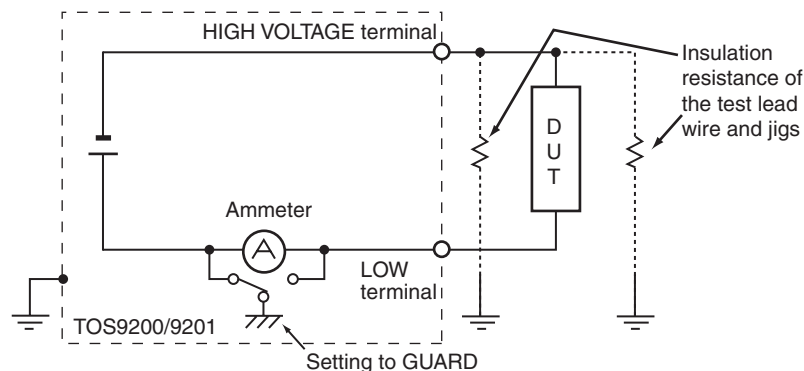 HIGH VOLTAGE terminal
Insulation
resistance of
the test lead
wire and jigs
D
U
T
Ammeter
A
LOW
terminal
TOS9200/9201
Setting to GUARD